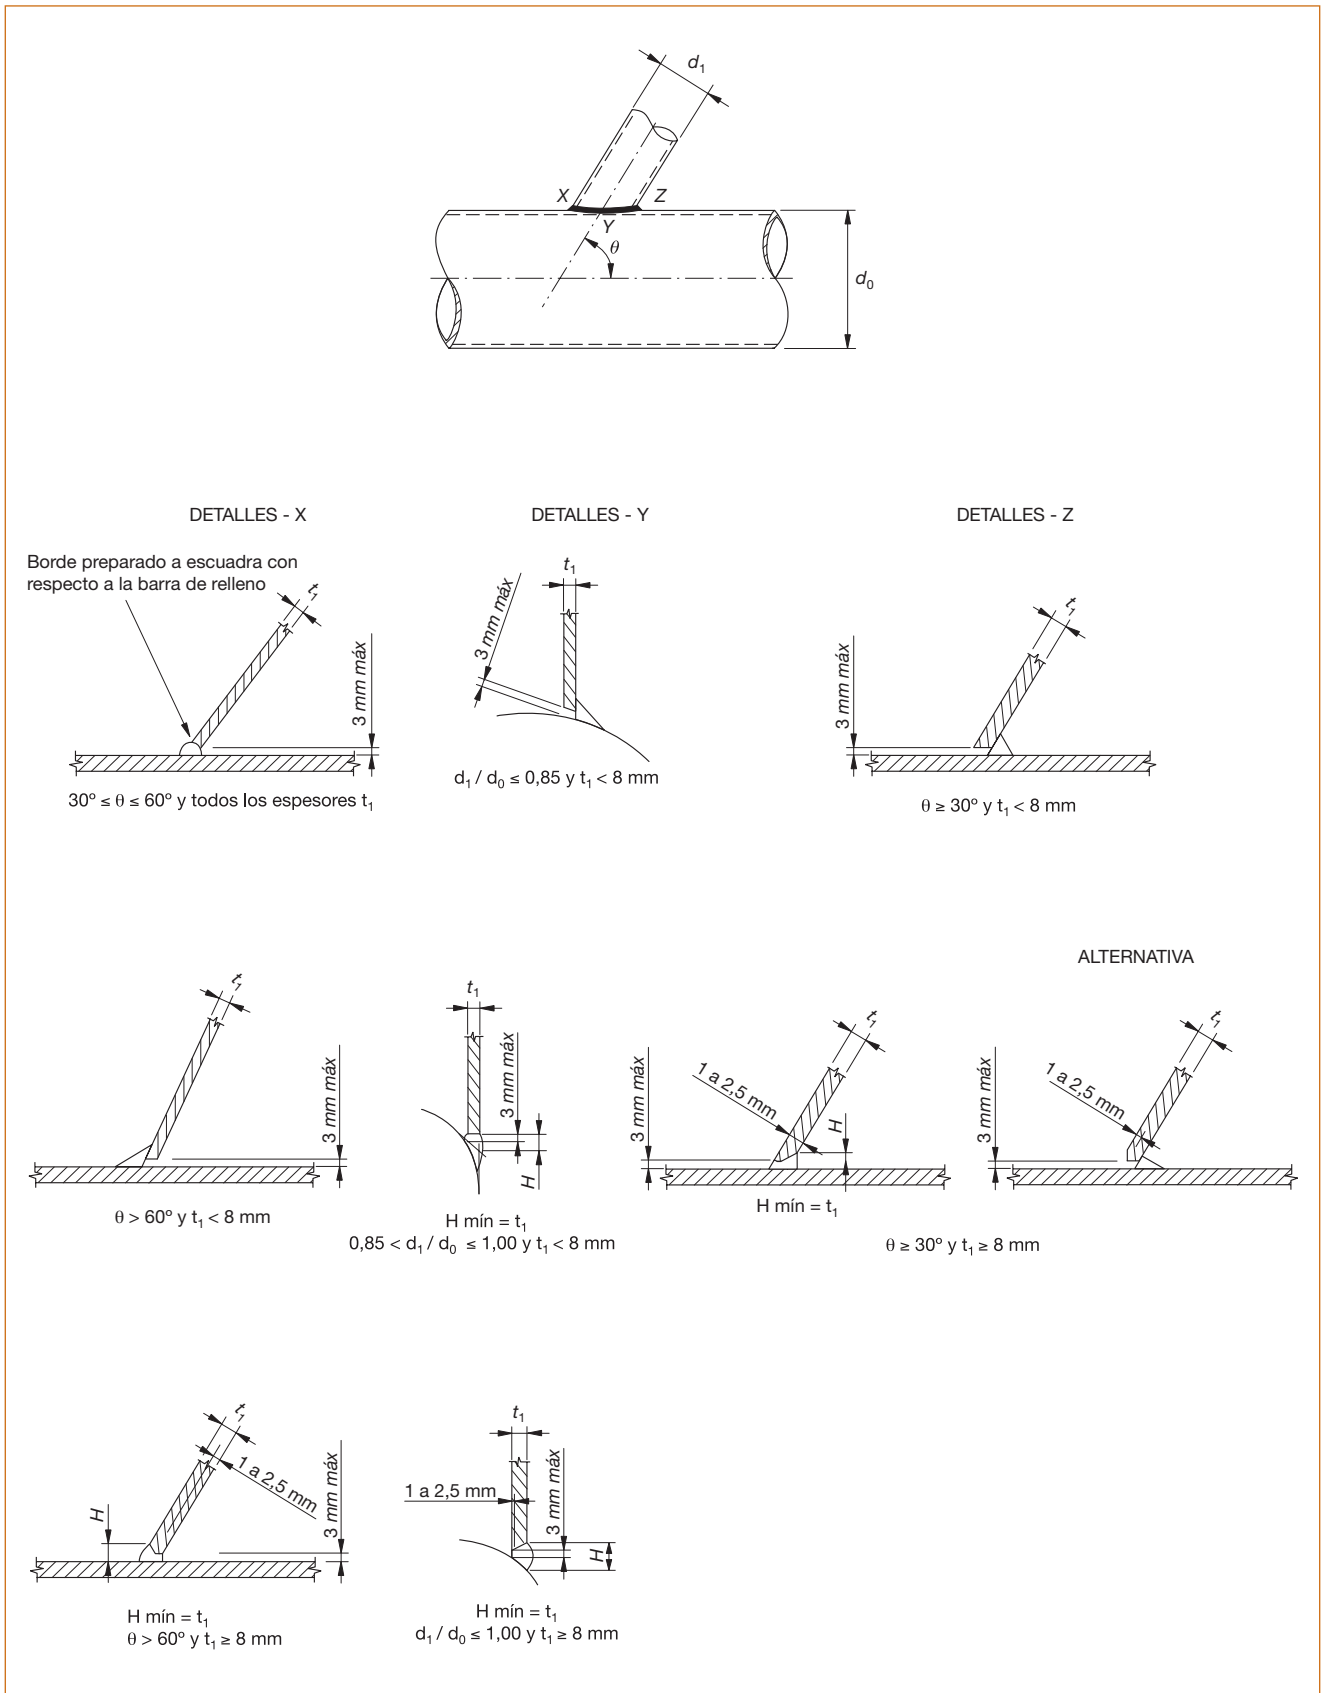 d₁
X
Z
Y
θ
d₀
DETALLES - X
DETALLES - Y
DETALLES - Z
Borde preparado a escuadra con
respecto a la barra de relleno
t₁
3 mm máx
30º ≤ θ ≤ 60º y todos los espesores t₁
t₁
3 mm máx
d₁ / d₀ ≤ 0,85 y t₁ < 8 mm
t₁
3 mm máx
θ ≥ 30º y t₁ < 8 mm
t₁
3 mm máx
θ > 60º y t₁ < 8 mm
t₁
3 mm máx
H
H mín = t₁
0,85 < d₁ / d₀ ≤ 1,00 y t₁ < 8 mm
t₁
1 a 2,5 mm
3 mm máx
H
H mín = t₁
ALTERNATIVA
t₁
1 a 2,5 mm
3 mm máx
θ ≥ 30º y t₁ ≥ 8 mm
t₁
1 a 2,5 mm
H
3 mm máx
H mín = t₁
θ > 60º y t₁ ≥ 8 mm
t₁
1 a 2,5 mm
3 mm máx
H
H mín = t₁
d₁ / d₀ ≤ 1,00 y t₁ ≥ 8 mm